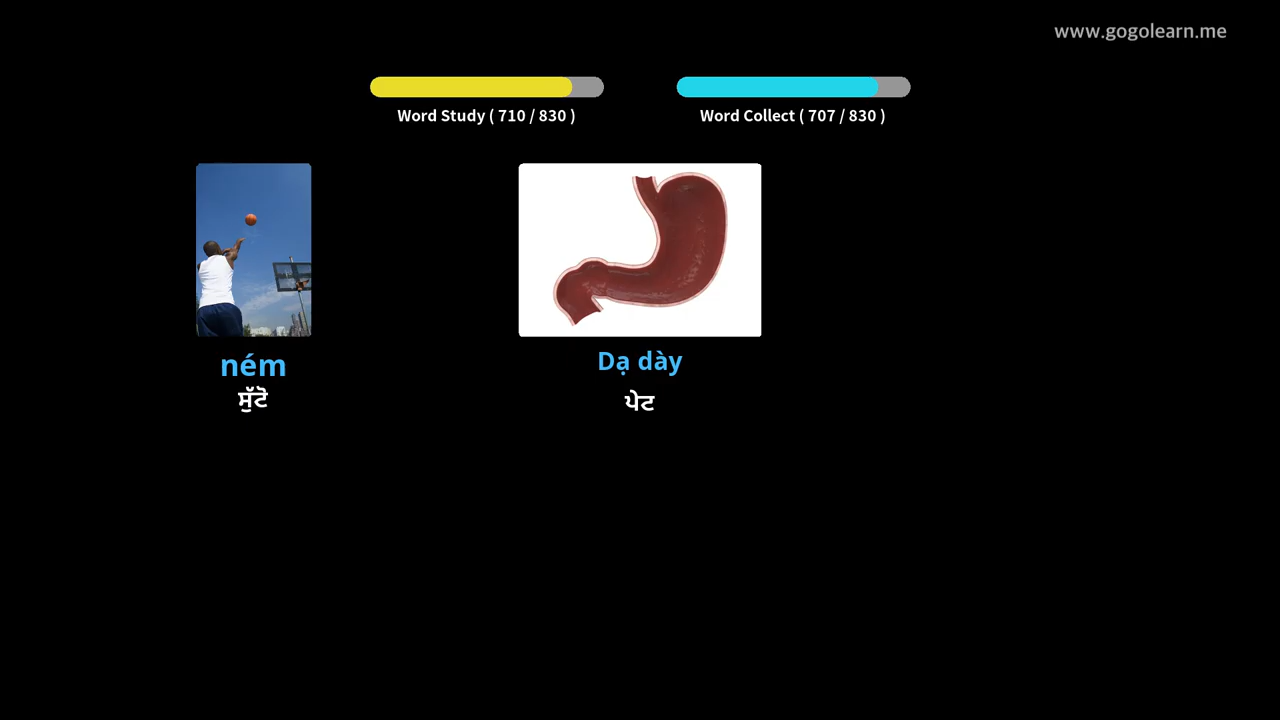 www.gogolearn.me
Word Study ( 710 / 830 )
Word Collect ( 707 / 830 )
ném
ਸੁੱਟੋ
Dạ dày
ਪੇਟ